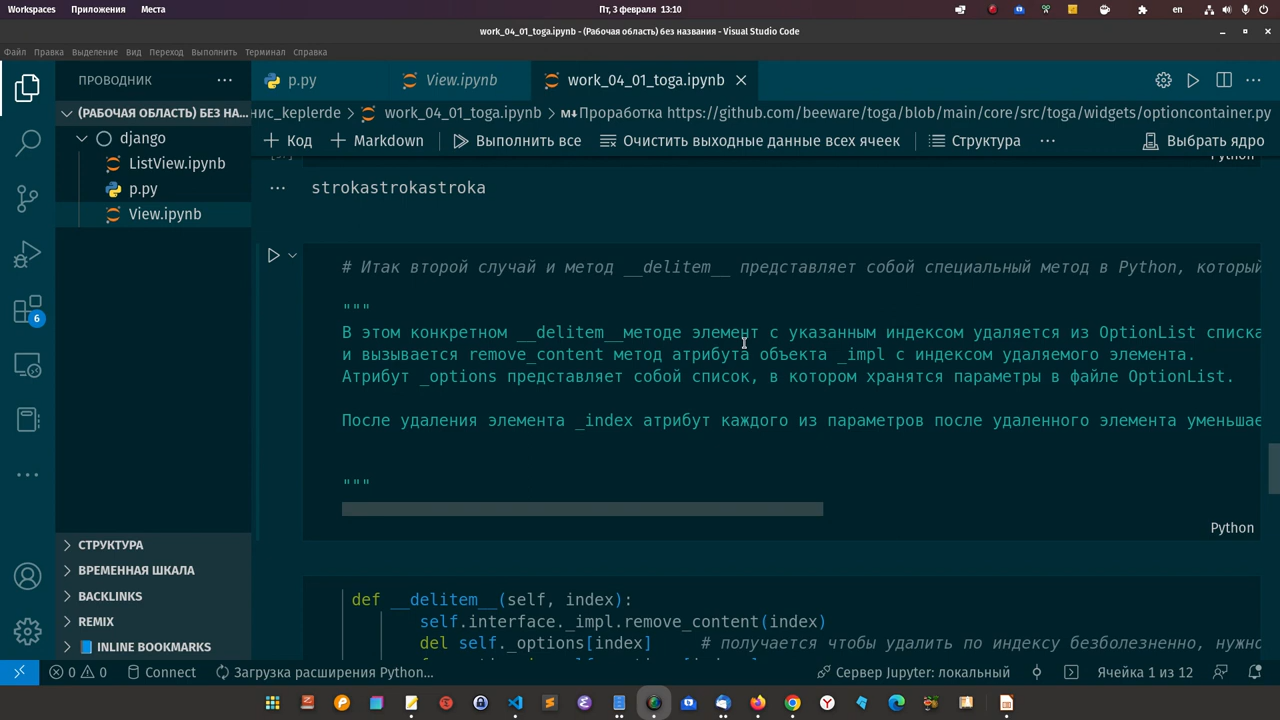 Workspaces Приложения Места Пт, 3 февраля 13:10 en
work_04_01_toga.ipynb - (Рабочая область) без названия - Visual Studio Code
Файл Правка Выделение Вид Переход Выполнить Терминал Справка
ПРОВОДНИК
p.py View.ipynb work_04_01_toga.ipynb
(РАБОЧАЯ ОБЛАСТЬ) БЕЗ НА...
нис_keplerde > work_04_01_toga.ipynb > Проработка https://github.com/beeware/toga/blob/main/core/src/toga/widgets/optioncontainer.py
django
+ Код + Markdown Выполнить все Очистить выходные данные всех ячеек Структура ... Выбрать ядро
Python
ListView.ipynb
p.py
View.ipynb
strokastrokastroka
# Итак второй случай и метод __delitem__ представляет собой специальный метод в Python, который
"""
В этом конкретном __delitem__методе элемент с указанным индексом удаляется из OptionList списка
и вызывается remove_content метод атрибута объекта _impl с индексом удаляемого элемента.
Атрибут _options представляет собой список, в котором хранятся параметры в файле OptionList.
После удаления элемента _index атрибут каждого из параметров после удаленного элемента уменьшае
"""
Python
6
СТРУКТУРА
ВРЕМЕННАЯ ШКАЛА
BACKLINKS
REMIX
INLINE BOOKMARKS
def __delitem__(self, index):
self.interface._impl.remove_content(index)
del self._options[index] # получается чтобы удалить по индексу безболезненно, нужно
0 0 Connect Загрузка расширения Python... Сервер Jupyter: локальный Ячейка 1 из 12